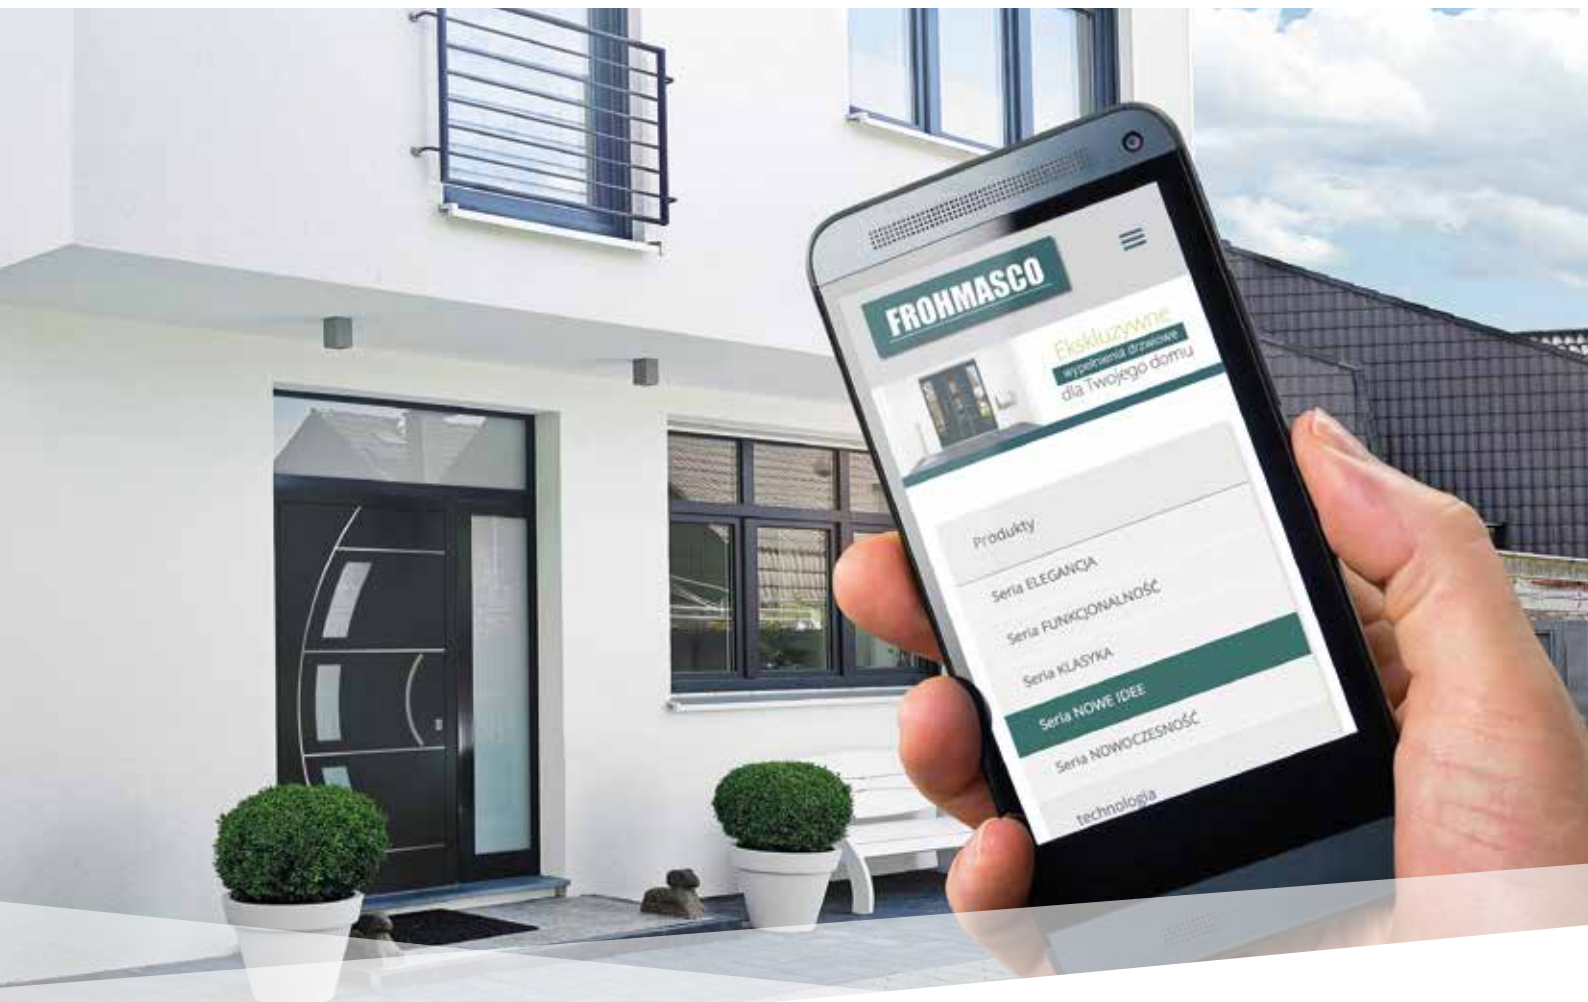 FROHMASCO
Ekskluzywne
wypełnienia drzwiowe
dla Twojego domu
Produkty
Seria ELEGANCJA
Seria FUNKCJONALNOŚĆ
Seria KLASYKA
Seria NOWE IDEE
Seria NOWOCZESNOŚĆ
technologia